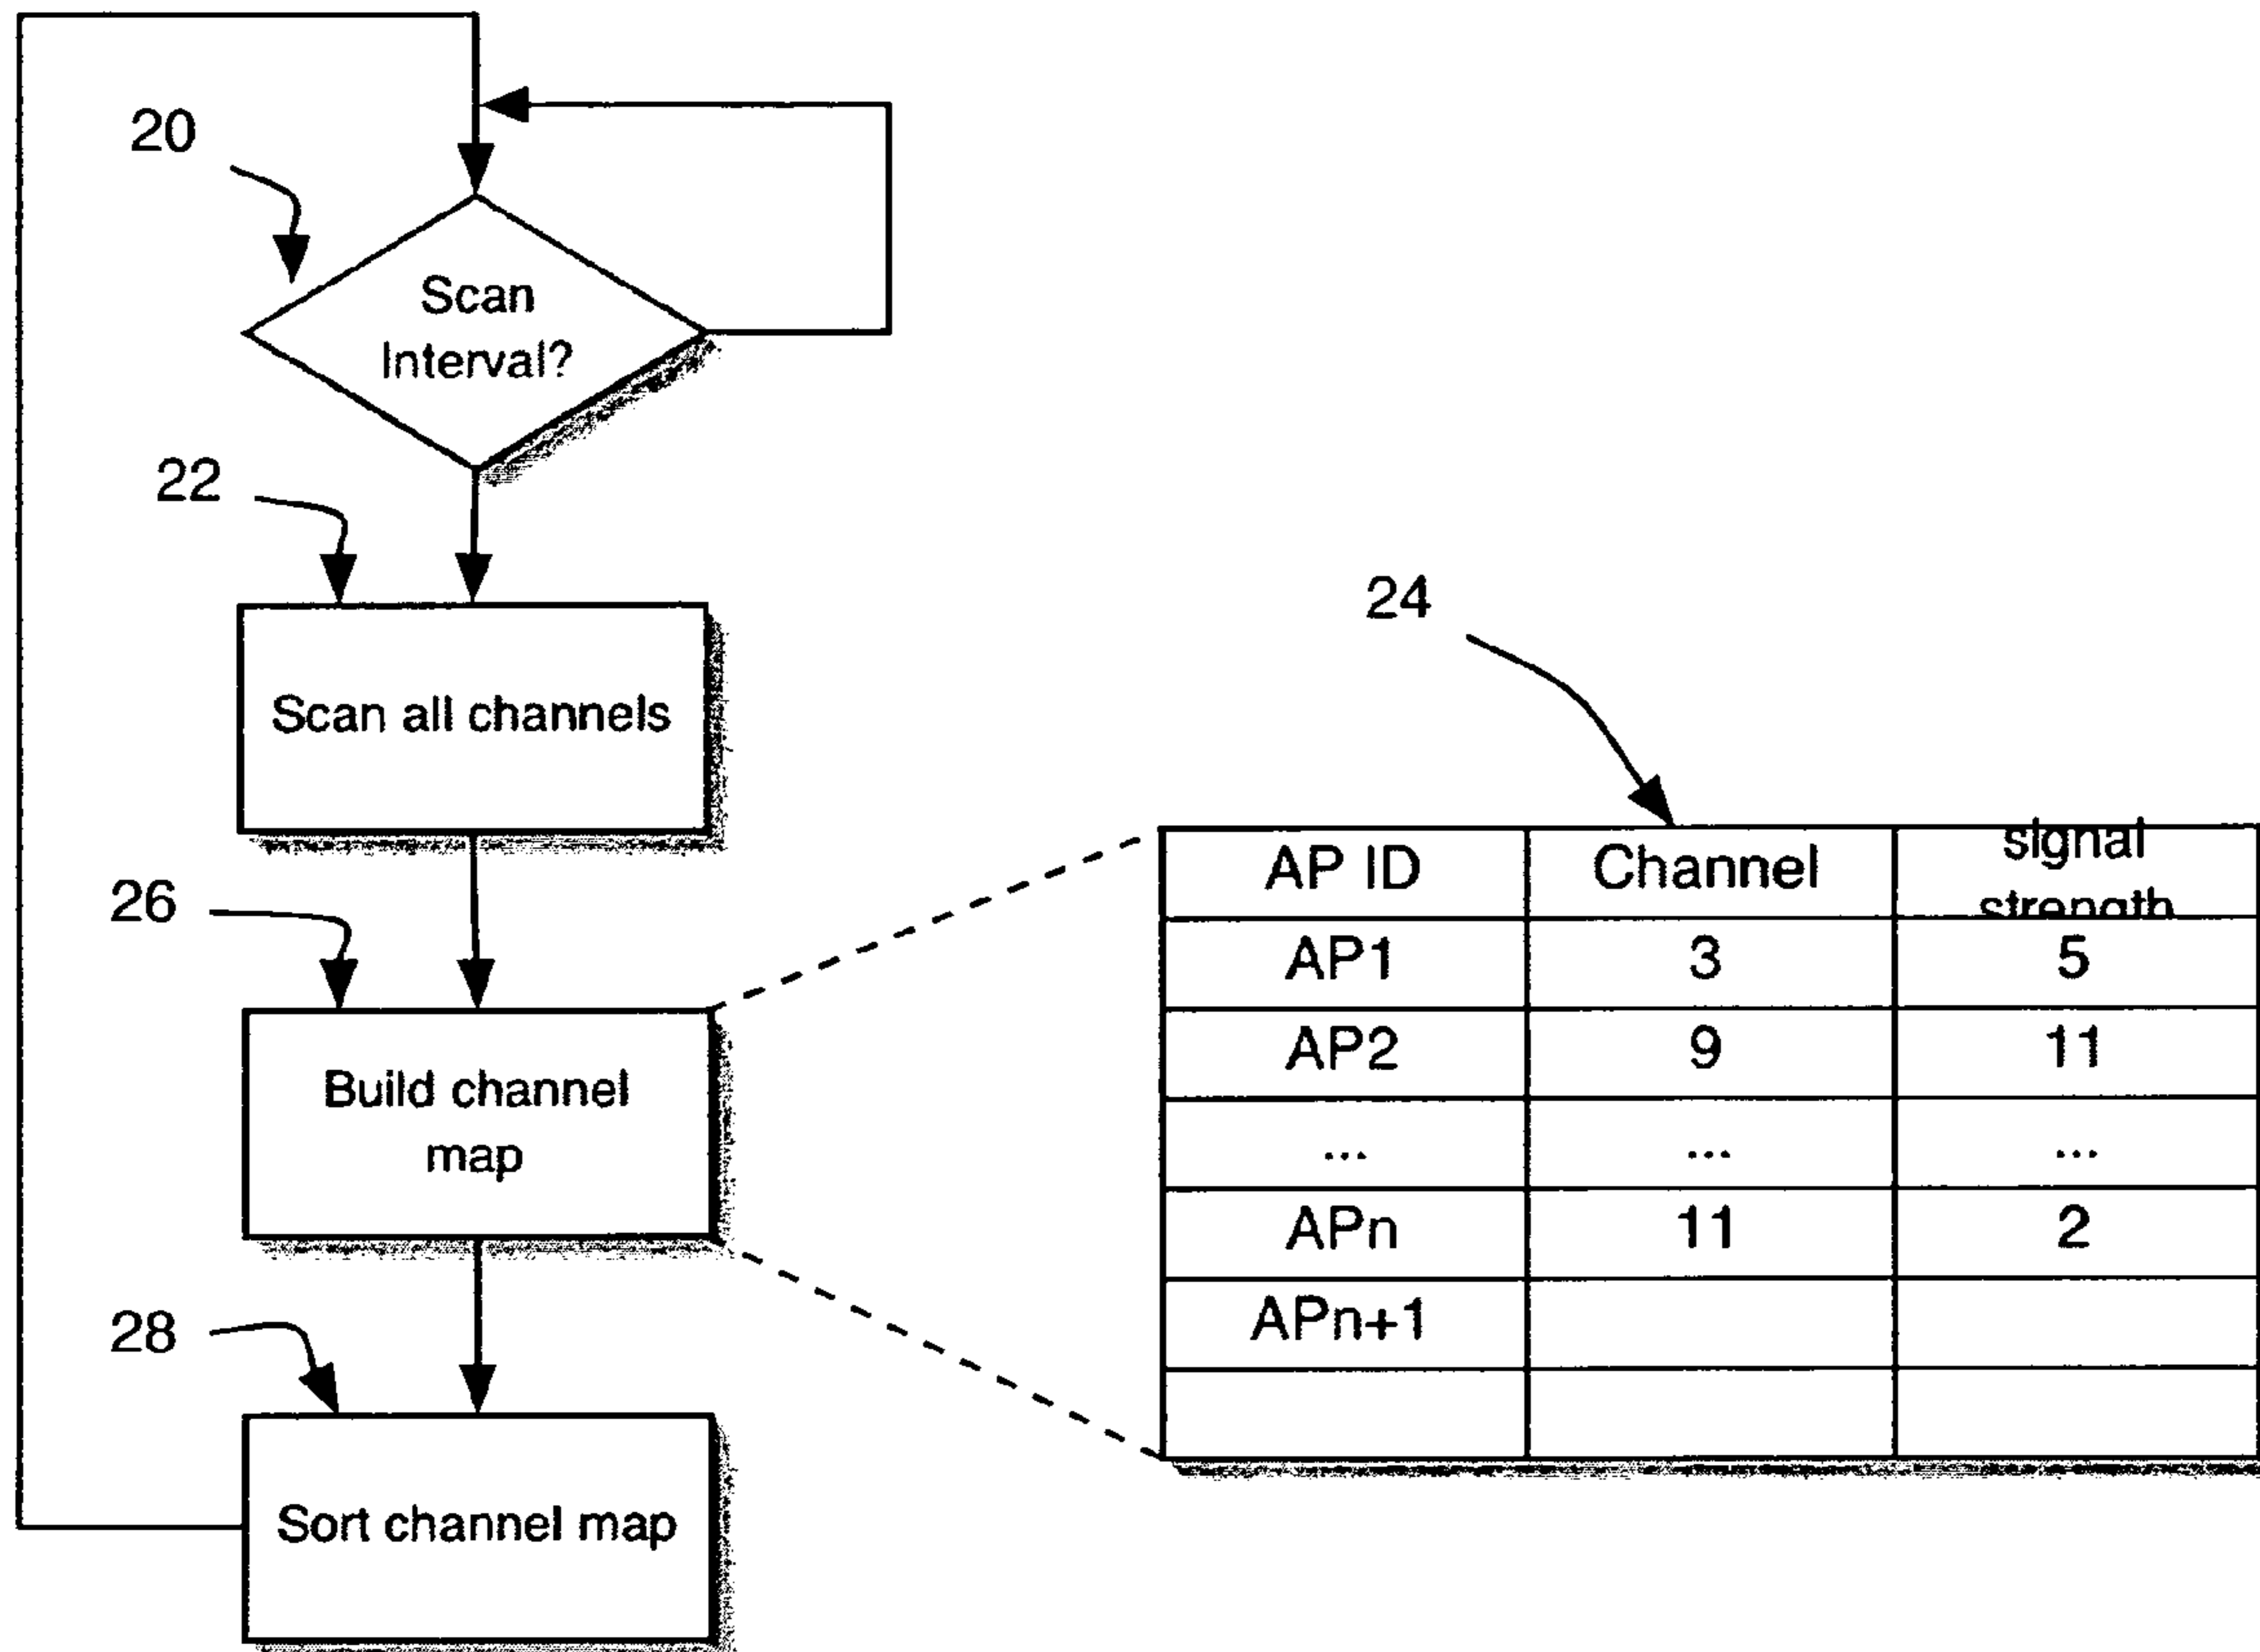 20
Scan
Interval?
22
Scan all channels
24
26
Build channel
map
AP ID Channel signal
strength
AP1 3 5
AP2 9 11
... ... ...
APn 11 2
APn+1
28
Sort channel map